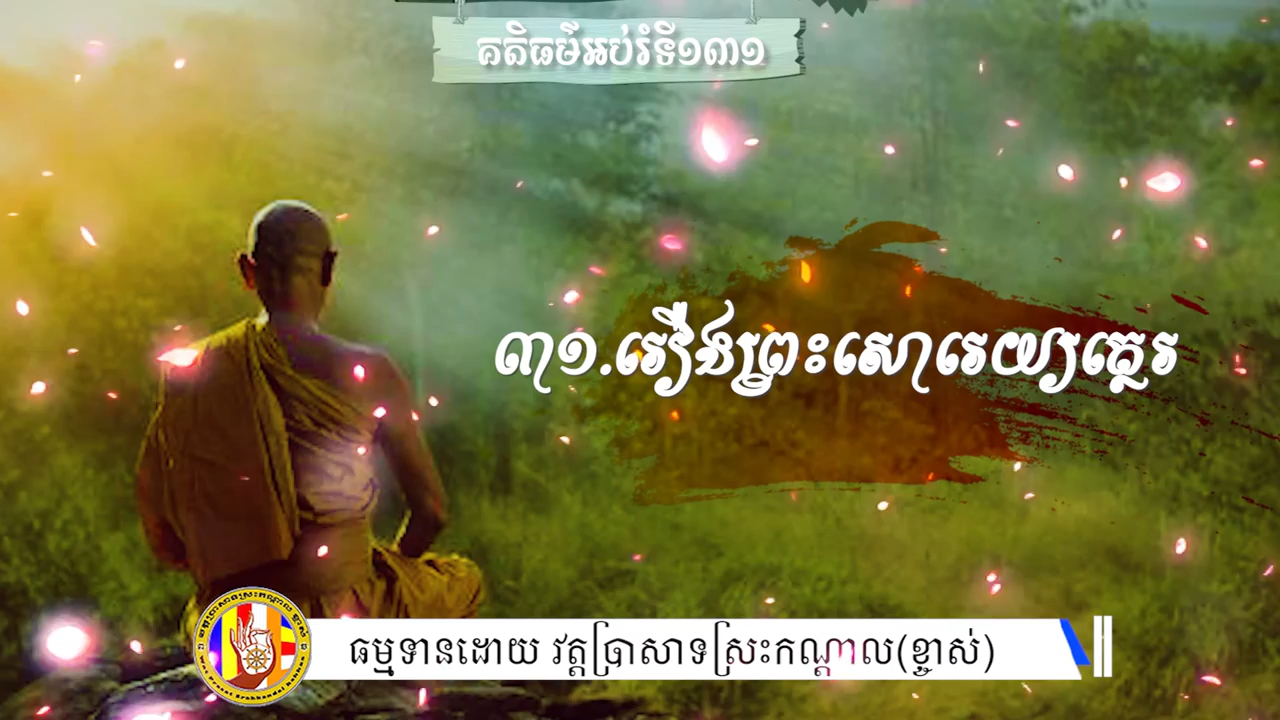 គតិធម៌អប់រំទី១៣១
៣១.រឿងព្រះសោរេយ្យត្ថេរ
ធម្មទានដោយ វត្តប្រាសាទស្រះកណ្ដាល(ខ្ចាស់)